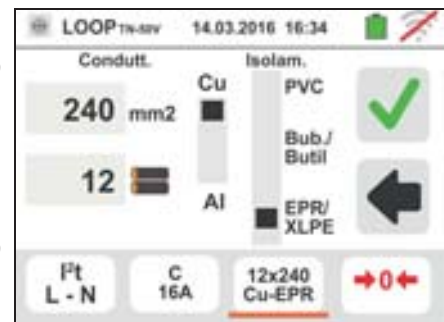 LOOP TN-50V 14.03.2016 16:34
Condutt. Isolam.
Cu PVC
240 mm2
Bub./
Butil
12
Al EPR/
XLPE
I²t
L - N
C
16A
12x240
Cu-EPR
→0←